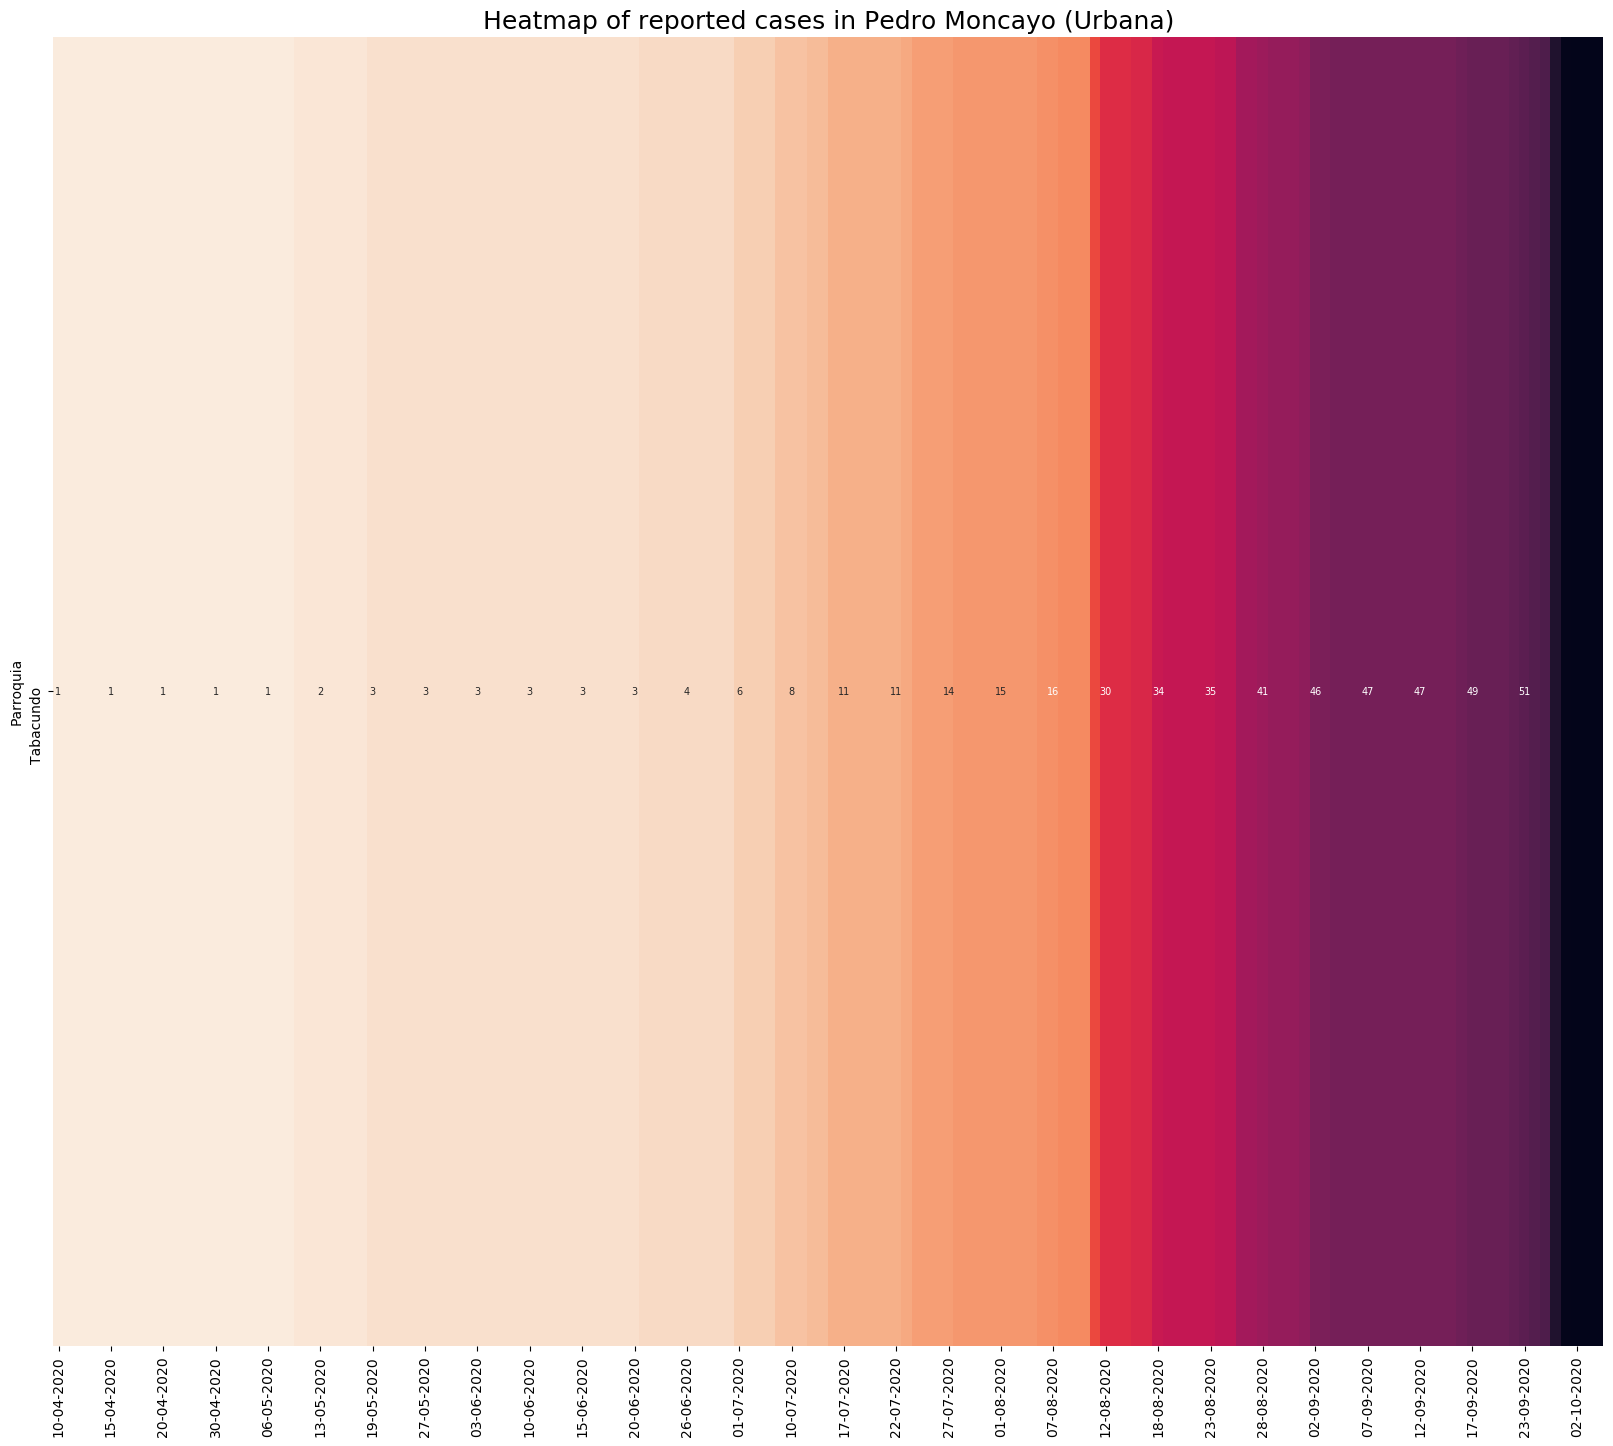 Heatmap of reported cases in Pedro Moncayo (Urbana)
Parroquia
Tabacundo
1 1 1 1 1 2 3 3 3 3 3 3 4 6 8 11 11 14 15 16 30 34 35 41 46 47 47 49 51
10-04-2020 15-04-2020 20-04-2020 30-04-2020 06-05-2020 13-05-2020 19-05-2020 27-05-2020 03-06-2020 10-06-2020 15-06-2020 20-06-2020 26-06-2020 01-07-2020 10-07-2020 17-07-2020 22-07-2020 27-07-2020 01-08-2020 07-08-2020 12-08-2020 18-08-2020 23-08-2020 28-08-2020 02-09-2020 07-09-2020 12-09-2020 17-09-2020 23-09-2020 02-10-2020